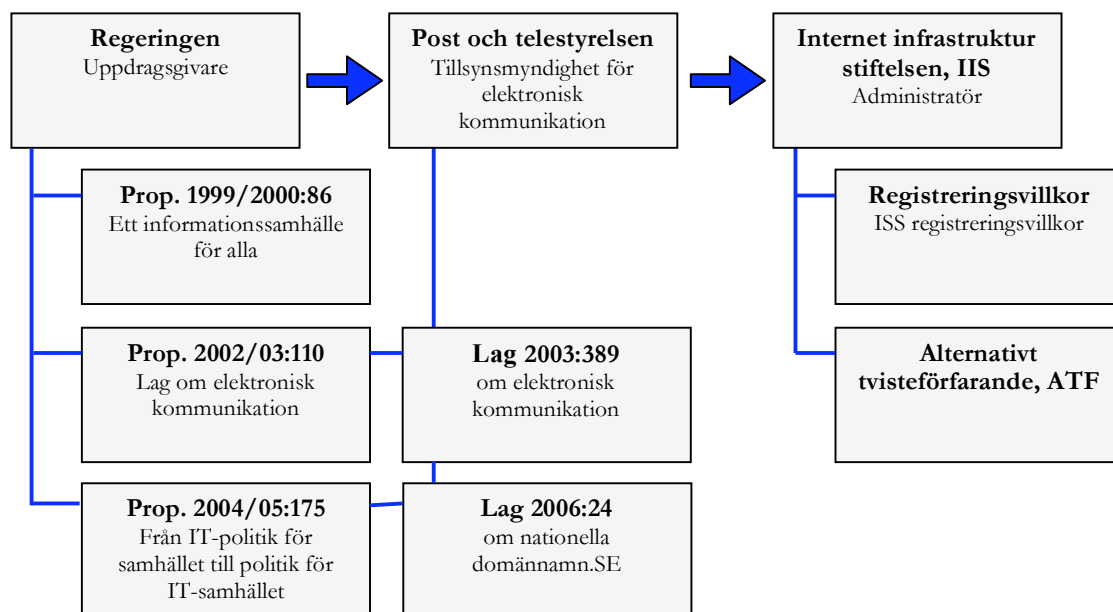 Regeringen
Uppdragsgivare
Post och telestyrelsen
Tillsynsmyndighet för
elektronisk
kommunikation
Internet infrastruktur
stiftelsen, IIS
Administratör
Prop. 1999/2000:86
Ett informationssamhälle
för alla
Registreringsvillkor
ISS registreringsvillkor
Prop. 2002/03:110
Lag om elektronisk
kommunikation
Lag 2003:389
om elektronisk
kommunikation
Alternativt
tvisteförfarande, ATF
Prop. 2004/05:175
Från IT-politik för
samhället till politik för
IT-samhället
Lag 2006:24
om nationella
domännamn.SE